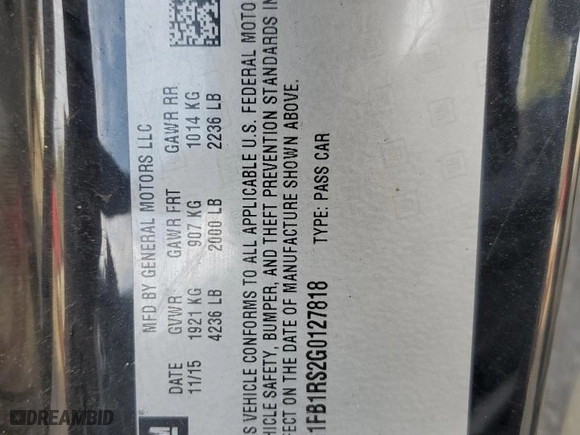 MFD BY GENERAL MOTORS LLC
DATE GVWR GAWR FRT GAWR RR
11/15 1921 KG 907 KG 1014 KG
4236 LB 2000 LB 2236 LB
S VEHICLE CONFORMS TO ALL APPLICABLE U.S. FEDERAL MOTO
HICLE SAFETY, BUMPER, AND THEFT PREVENTION STANDARDS IN
FECT ON THE DATE OF MANUFACTURE SHOWN ABOVE.
1FB1RS2G0127818 TYPE: PASS CAR
DREAMBID